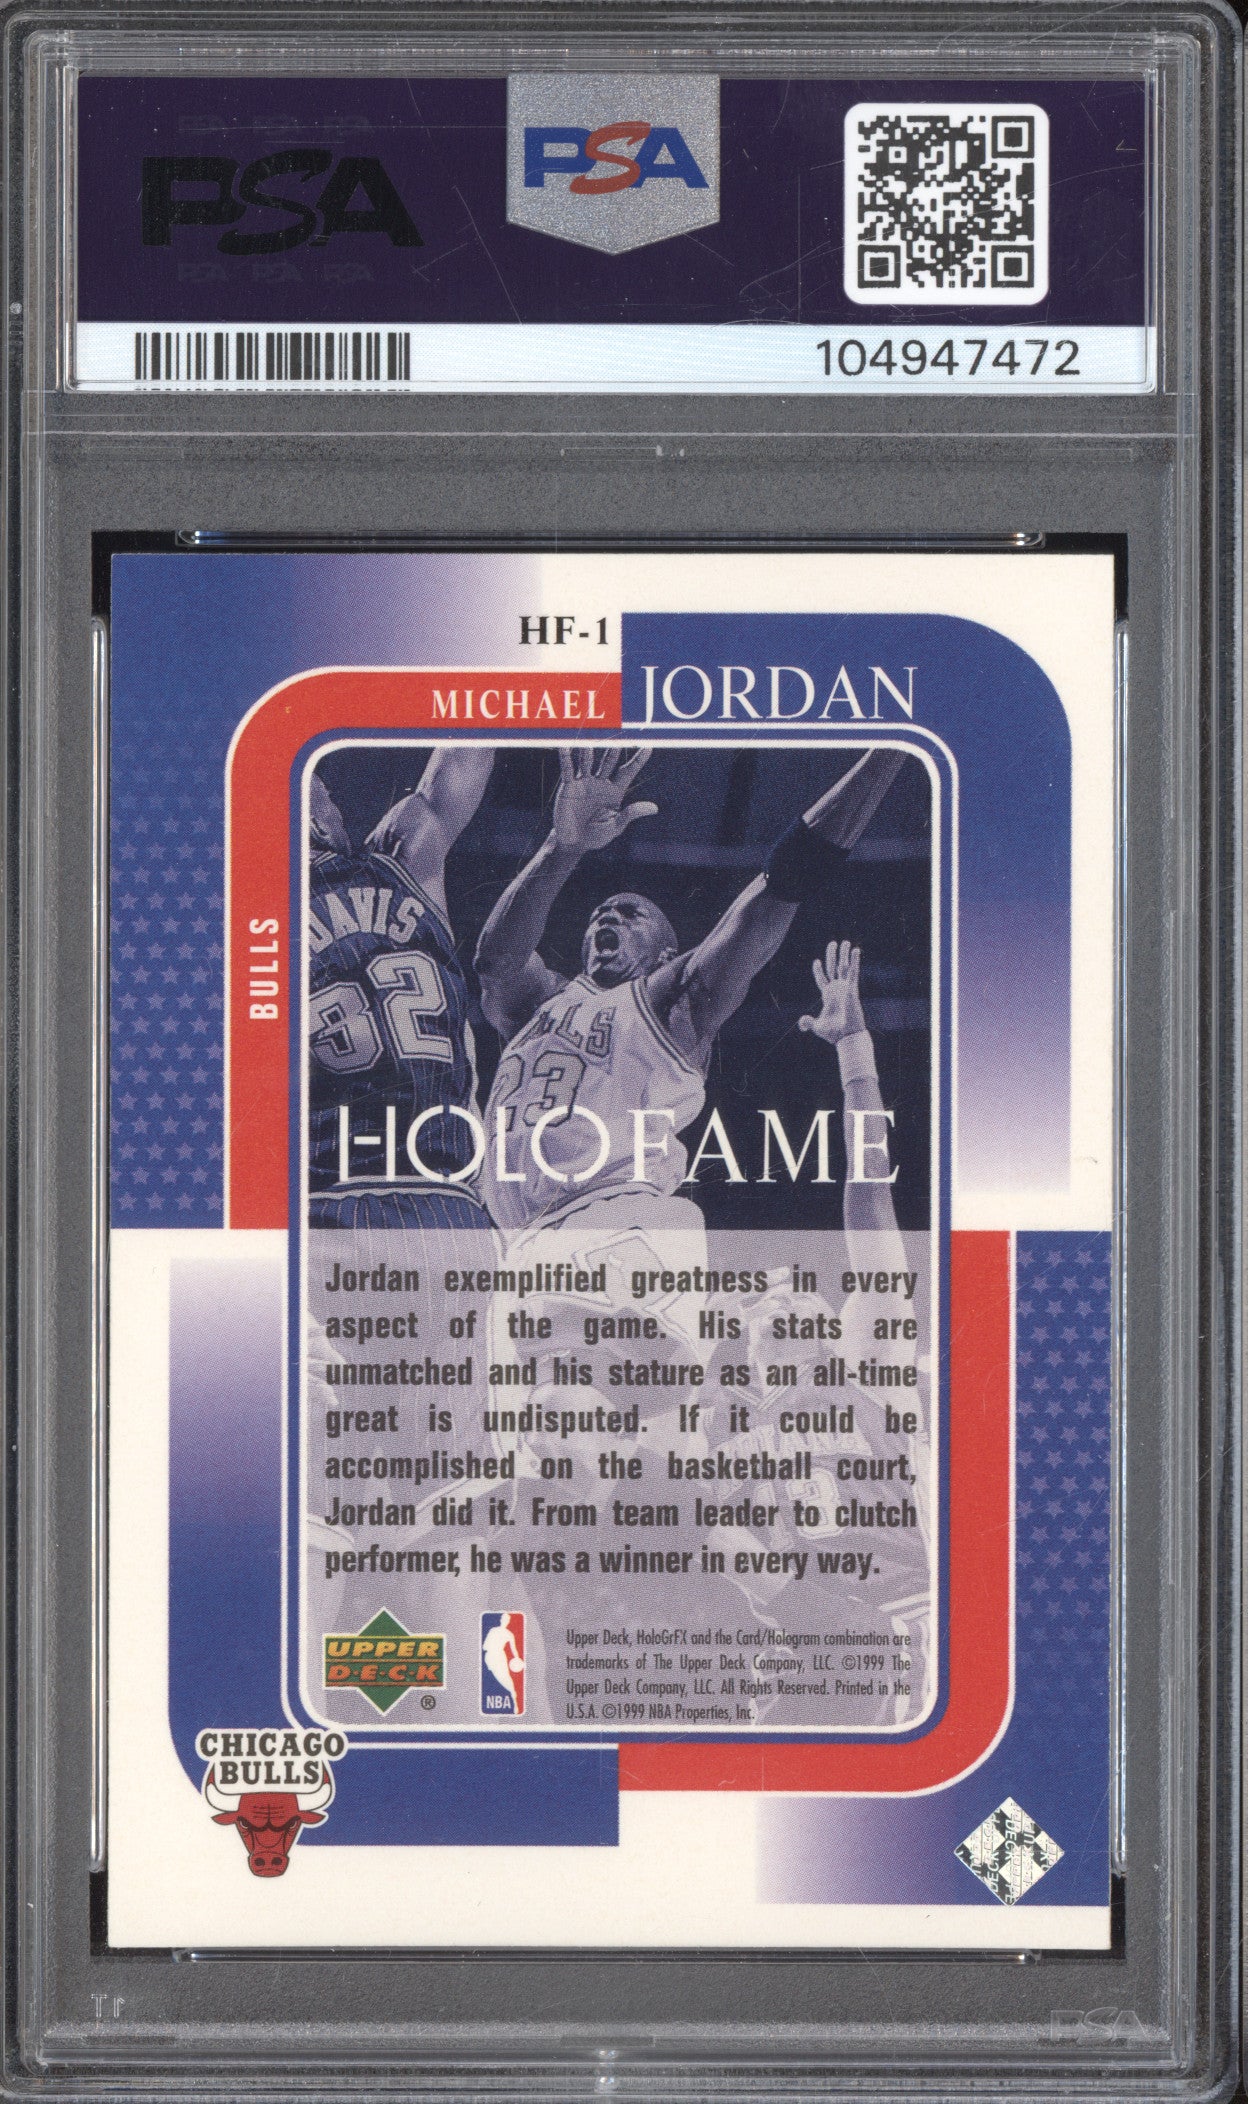 PSA
PSA
104947472
HF-1
MICHAEL JORDAN
BULLS
DAVIS
32
BULLS
23
HOLOFAME
Jordan exemplified greatness in every
aspect of the game. His stats are
unmatched and his stature as an all-time
great is undisputed. If it could be
accomplished on the basketball court,
Jordan did it. From team leader to clutch
performer, he was a winner in every way.
UPPER
D·E·C·K
®
NBA
Upper Deck, HoloGrFX and the Card/Hologram combination are
trademarks of The Upper Deck Company, LLC. ©1999 The
Upper Deck Company, LLC. All Rights Reserved. Printed in the
U.S.A. ©1999 NBA Properties, Inc.
CHICAGO
BULLS
PSA